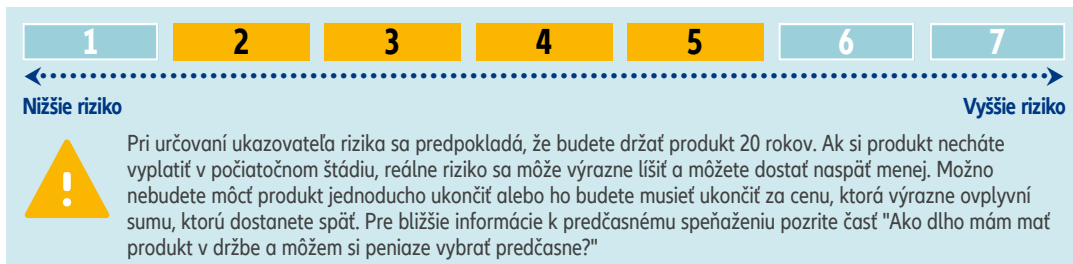 1 2 3 4 5 6 7
Nižšie riziko Vyššie riziko
Pri určovaní ukazovateľa rizika sa predpokladá, že budete držať produkt 20 rokov. Ak si produkt necháte
vyplatiť v počiatočnom štádiu, reálne riziko sa môže výrazne líšiť a môžete dostať naspäť menej. Možno
nebudete môcť produkt jednoducho ukončiť alebo ho budete musieť ukončiť za cenu, ktorá výrazne ovplyvní
sumu, ktorú dostanete späť. Pre bližšie informácie k predčasnému speňaženiu pozrite časť "Ako dlho mám mať
produkt v držbe a môžem si peniaze vybrať predčasne?"